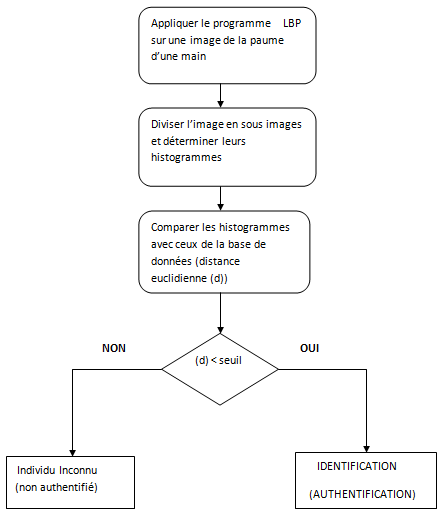 Appliquer le programme LBP
sur une image de la paume
d’une main
Diviser l’image en sous images
et déterminer leurs
histogrammes
Comparer les histogrammes
avec ceux de la base de
données (distance
euclidienne (d))
NON
OUI
(d) < seuil
Individu Inconnu
(non authentifié)
IDENTIFICATION
(AUTHENTIFICATION)